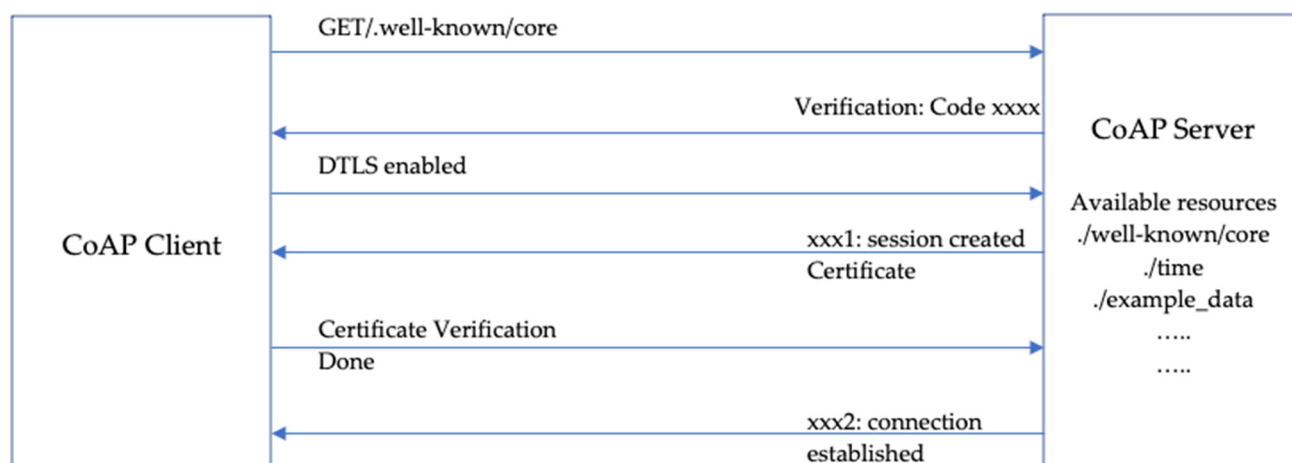 GET/.well-known/core
Verification: Code xxxx
DTLS enabled
xxx1: session created
Certificate
Certificate Verification
Done
xxx2: connection
established
CoAP Client
CoAP Server
Available resources
./well-known/core
./time
./example_data
.....
.....